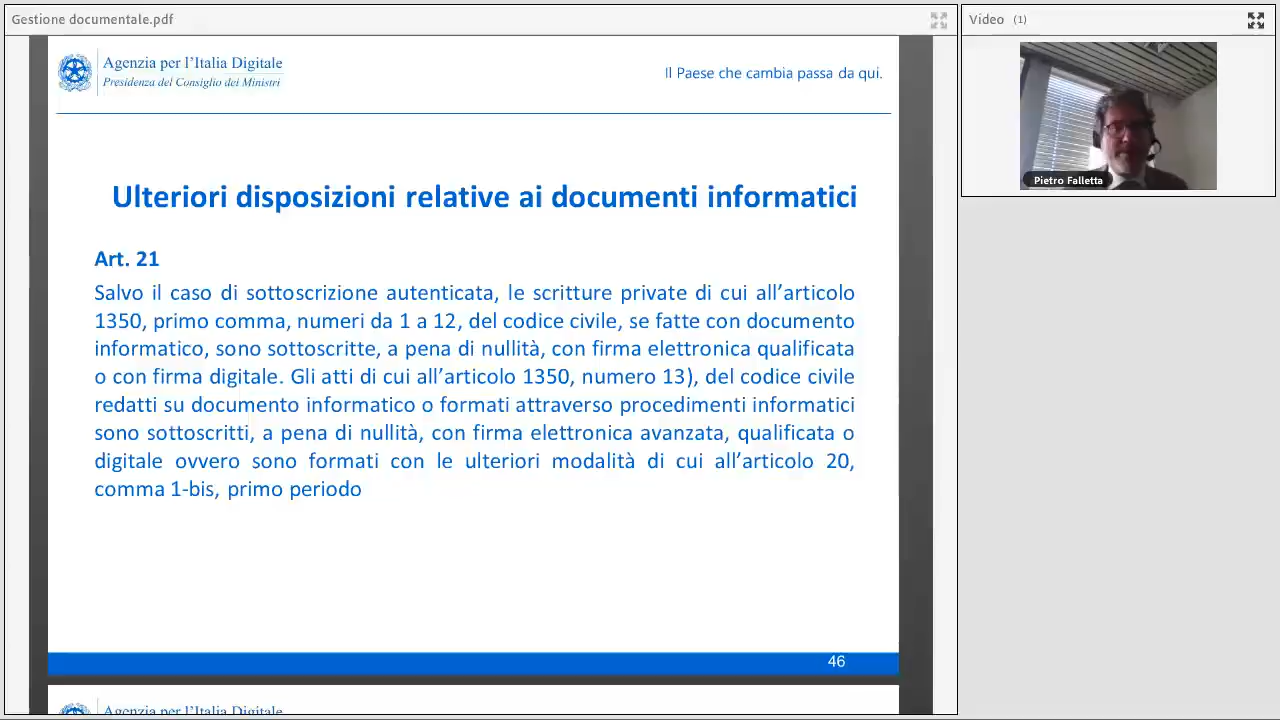 Gestione documentale.pdf
Video (1)
Agenzia per l'Italia Digitale
Presidenza del Consiglio dei Ministri
Il Paese che cambia passa da qui.
Pietro Falletta
Ulteriori disposizioni relative ai documenti informatici
Art. 21
Salvo il caso di sottoscrizione autenticata, le scritture private di cui all’articolo
1350, primo comma, numeri da 1 a 12, del codice civile, se fatte con documento
informatico, sono sottoscritte, a pena di nullità, con firma elettronica qualificata
o con firma digitale. Gli atti di cui all’articolo 1350, numero 13), del codice civile
redatti su documento informatico o formati attraverso procedimenti informatici
sono sottoscritti, a pena di nullità, con firma elettronica avanzata, qualificata o
digitale ovvero sono formati con le ulteriori modalità di cui all’articolo 20,
comma 1-bis, primo periodo
46
Agenzia per l'Italia Digitale